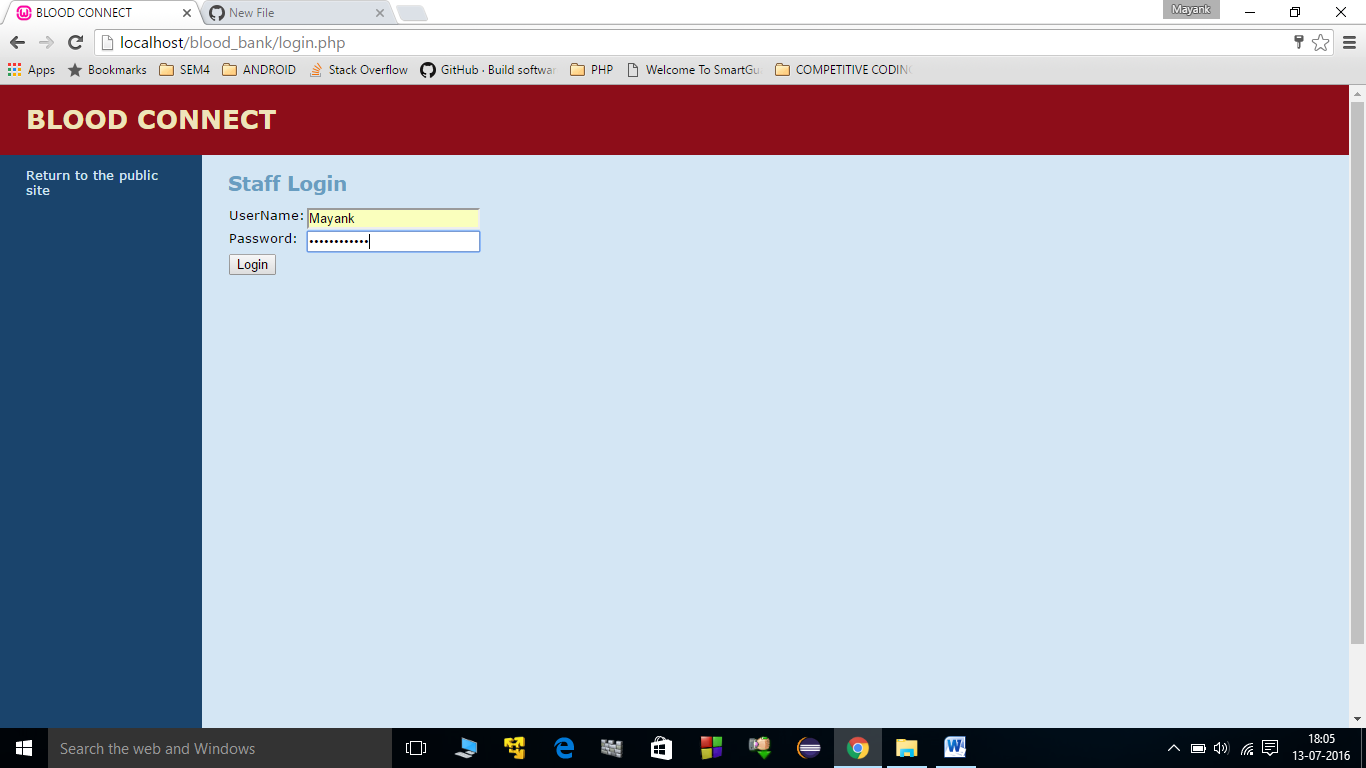 BLOOD CONNECT
New File
Mayank
localhost/blood_bank/login.php
Apps Bookmarks SEM4 ANDROID Stack Overflow GitHub · Build softwar PHP Welcome To SmartGu COMPETITIVE CODING
BLOOD CONNECT
Return to the public
site
Staff Login
UserName: Mayank
Password: ••••••••••••
Login
Search the web and Windows
18:05
13-07-2016